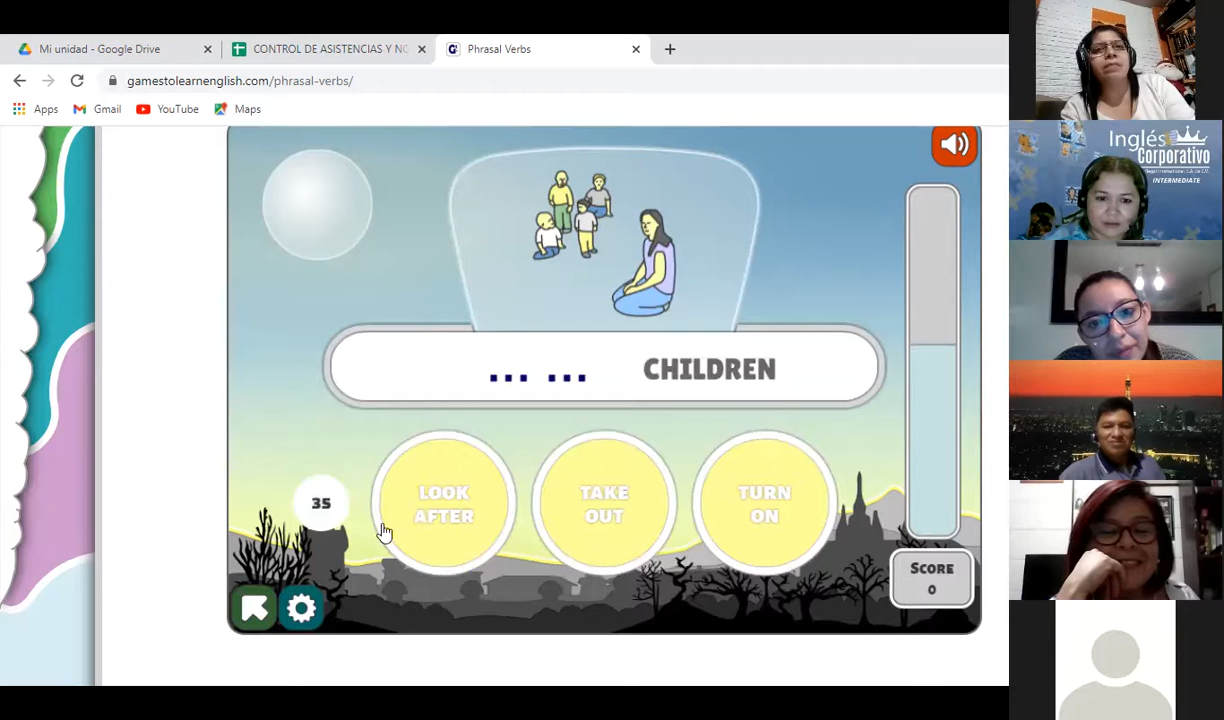 Mi unidad - Google Drive
CONTROL DE ASISTENCIAS Y NO
Phrasal Verbs
gamestolearnenglish.com/phrasal-verbs/
Apps
Gmail
YouTube
Maps
... ... CHILDREN
35
LOOK
AFTER
TAKE
OUT
TURN
ON
SCORE
0
Inglés
Corporativo
INTERMEDIATE